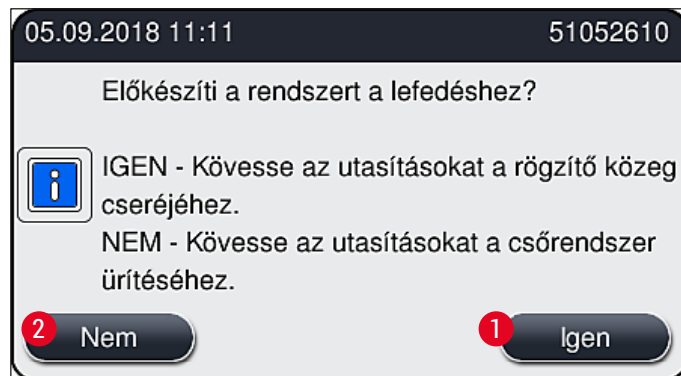 05.09.2018 11:11 51052610
Előkészíti a rendszert a lefedéshez?
IGEN - Kövesse az utasításokat a rögzítő közeg
cseréjéhez.
NEM - Kövesse az utasításokat a csőrendszer
ürítéséhez.
2 Nem 1 Igen